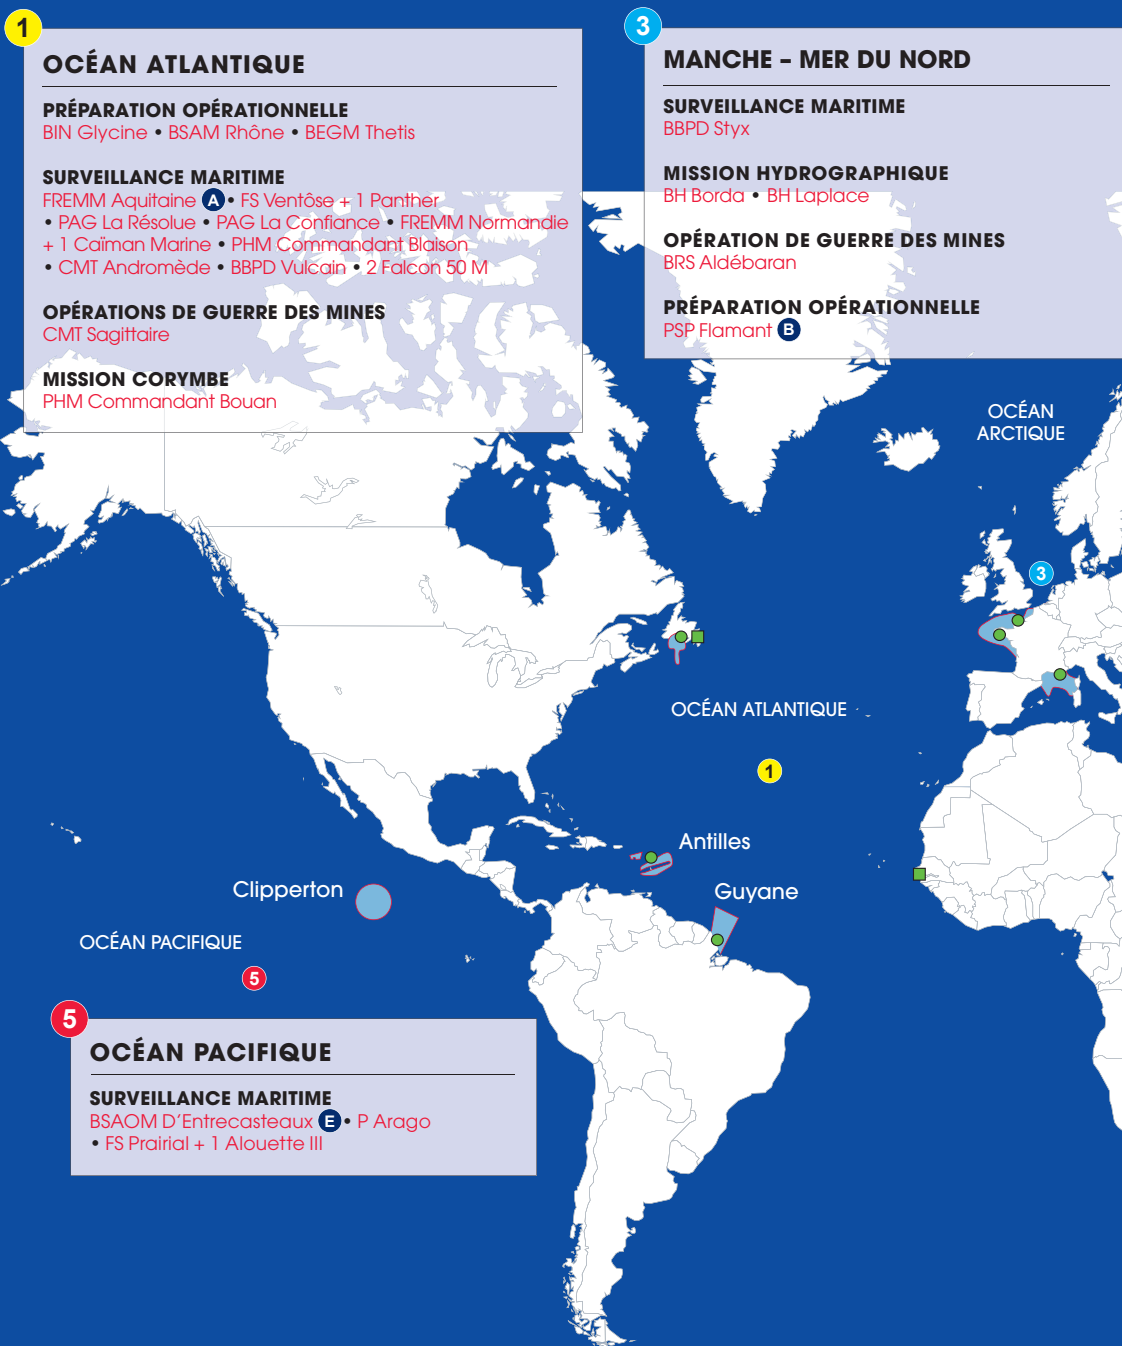 1
OCÉAN ATLANTIQUE
PRÉPARATION OPÉRATIONNELLE
BIN Glycine • BSAM Rhône • BEGM Thetis
SURVEILLANCE MARITIME
FREMM Aquitaine A • FS Ventôse + 1 Panther
• PAG La Résolue • PAG La Confiance • FREMM Normandie
+ 1 Caïman Marine • PHM Commandant Blaison
• CMT Andromède • BBPD Vulcain • 2 Falcon 50 M
OPÉRATIONS DE GUERRE DES MINES
CMT Sagittaire
MISSION CORYMBE
PHM Commandant Bouan
3
MANCHE – MER DU NORD
SURVEILLANCE MARITIME
BBPD Styx
MISSION HYDROGRAPHIQUE
BH Borda • BH Laplace
OPÉRATION DE GUERRE DES MINES
BRS Aldébaran
PRÉPARATION OPÉRATIONNELLE
PSP Flamant B
OCÉAN
ARCTIQUE
3
OCÉAN ATLANTIQUE
1
Antilles
Guyane
Clipperton
OCÉAN PACIFIQUE
5
5
OCÉAN PACIFIQUE
SURVEILLANCE MARITIME
BSAOM D'Entrecasteaux E • P Arago
• FS Prairial + 1 Alouette III